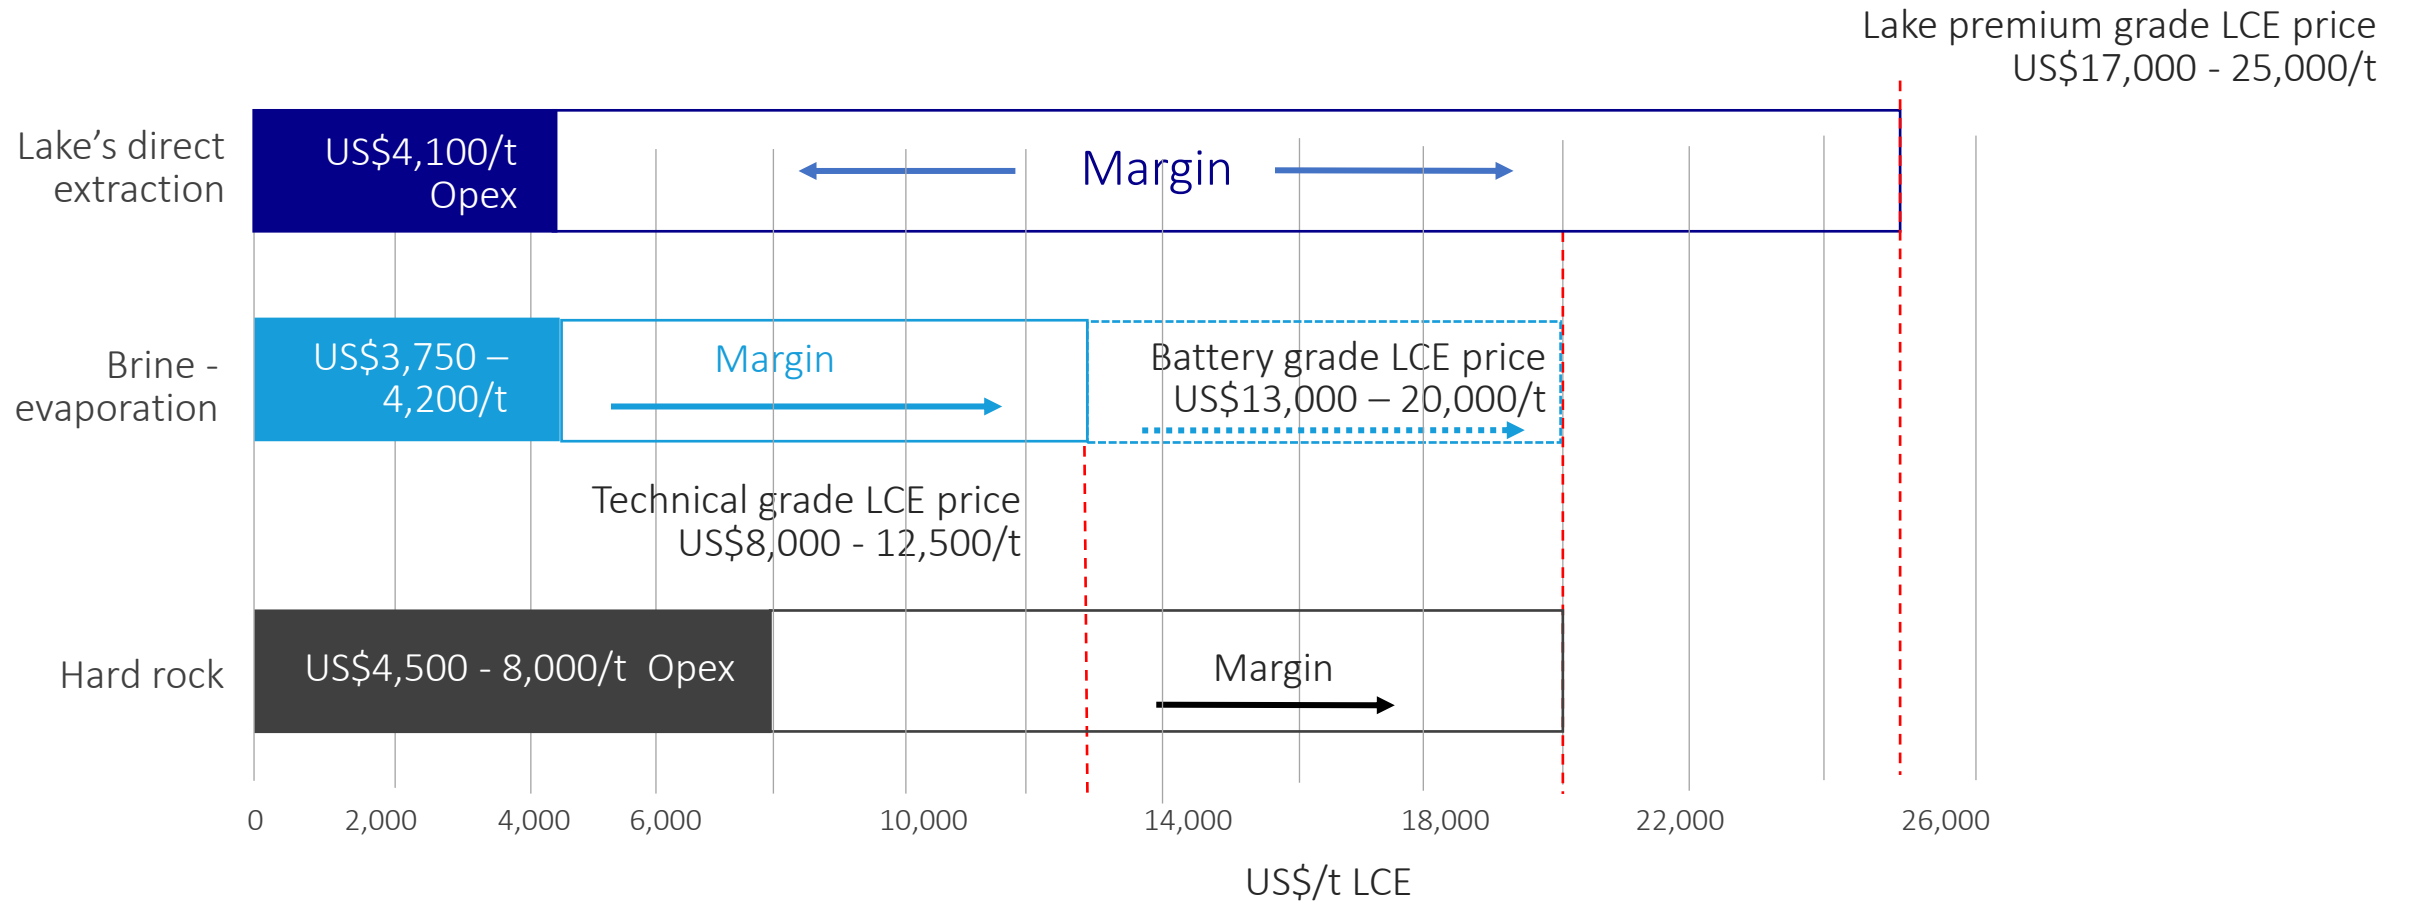 Lake premium grade LCE price
US$17,000 - 25,000/t
Lake’s direct
extraction
US$4,100/t
Opex
Margin
Brine -
evaporation
US$3,750 –
4,200/t
Margin
Battery grade LCE price
US$13,000 – 20,000/t
Technical grade LCE price
US$8,000 - 12,500/t
Hard rock
US$4,500 - 8,000/t  Opex
Margin
0
2,000
4,000
6,000
10,000
14,000
18,000
22,000
26,000
US$/t LCE